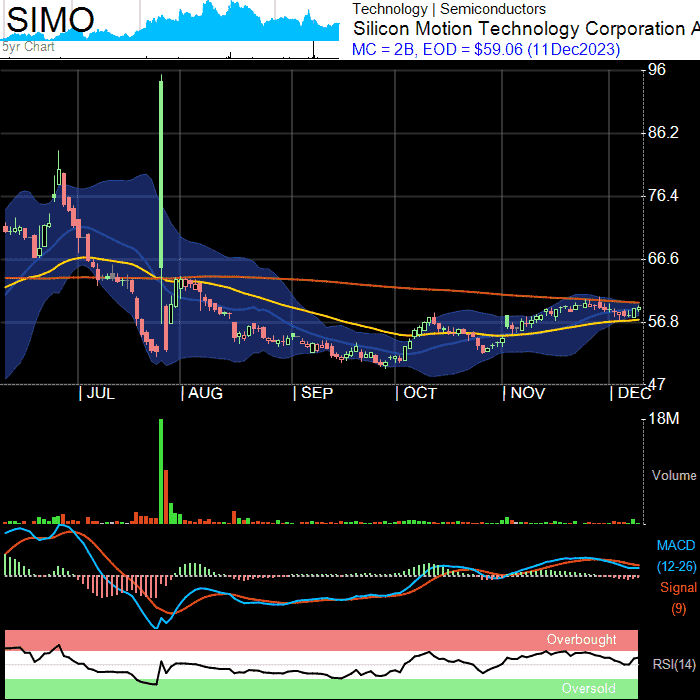 SIMO
5yr Chart
Technology | Semiconductors
Silicon Motion Technology Corporation A
MC = 2B, EOD = $59.06 (11Dec2023)
96
86.2
76.4
66.6
56.8
47
JUL
AUG
SEP
OCT
NOV
DEC
18M
Volume
MACD
(12-26)
Signal
(9)
Overbought
RSI(14)
Oversold